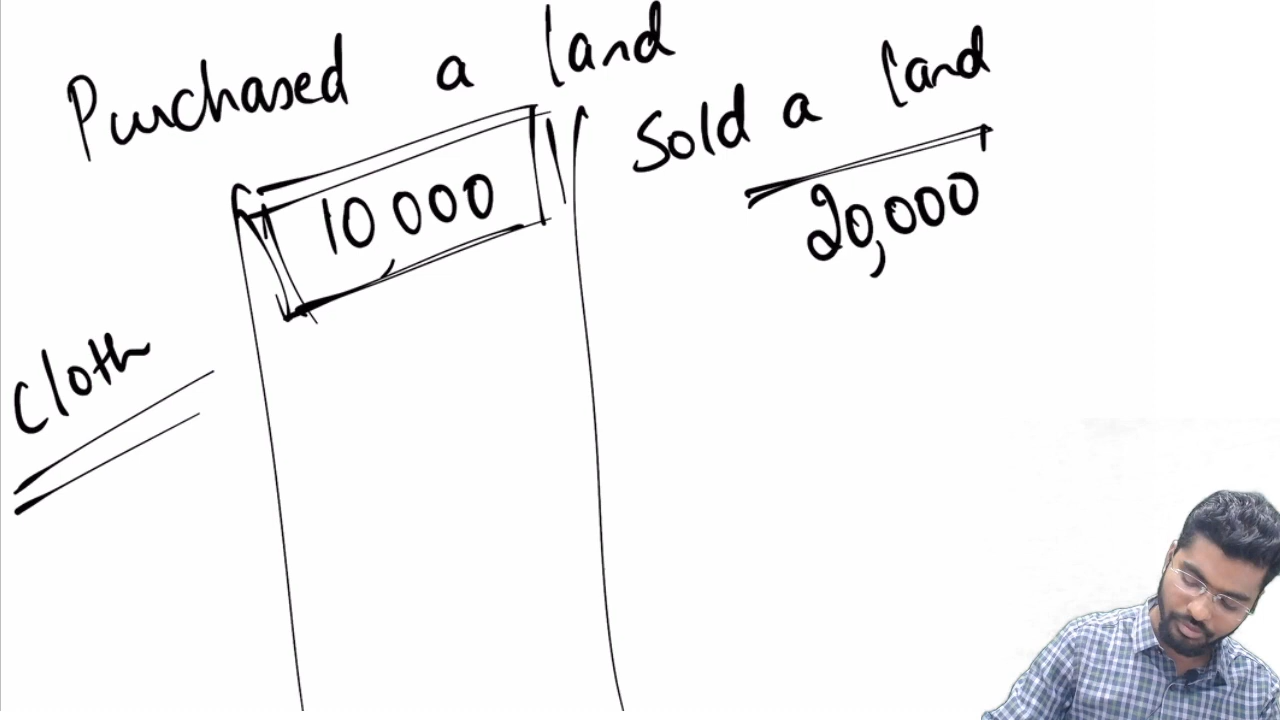 Purchased a land
10,000
Sold a land
20,000
Cloth